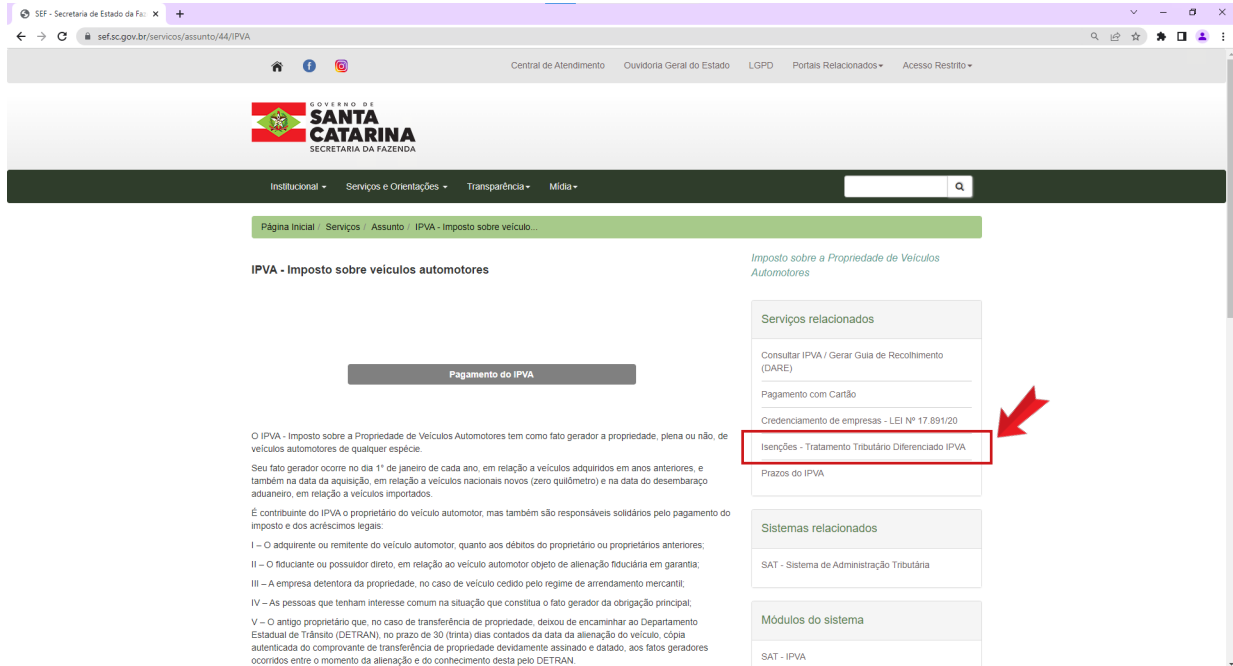 SEF - Secretaria de Estado da Fa
sef.sc.gov.br/servicos/assunto/44/IPVA
Central de Atendimento Ouvidoria Geral do Estado LGPD Portais Relacionados Acesso Restrito
GOVERNO DE
SANTA
CATARINA
SECRETARIA DA FAZENDA
Institucional Serviços e Orientações Transparência Mídia
Página Inicial / Serviços / Assunto / IPVA - Imposto sobre veículo...
IPVA - Imposto sobre veículos automotores
Pagamento do IPVA
O IPVA - Imposto sobre a Propriedade de Veículos Automotores tem como fato gerador a propriedade, plena ou não, de
veículos automotores de qualquer espécie.
Seu fato gerador ocorre no dia 1° de janeiro de cada ano, em relação a veículos adquiridos em anos anteriores, e
também na data da aquisição, em relação a veículos nacionais novos (zero quilômetro) e na data do desembaraço
aduaneiro, em relação a veículos importados.
É contribuinte do IPVA o proprietário do veículo automotor, mas também são responsáveis solidários pelo pagamento do
imposto e dos acréscimos legais:
I – O adquirente ou remitente do veículo automotor, quanto aos débitos do proprietário ou proprietários anteriores;
II – O fiduciante ou possuidor direto, em relação ao veículo automotor objeto de alienação fiduciária em garantia;
III – A empresa detentora da propriedade, no caso de veículo cedido pelo regime de arrendamento mercantil;
IV – As pessoas que tenham interesse comum na situação que constitua o fato gerador da obrigação principal;
V – O antigo proprietário que, no caso de transferência de propriedade, deixou de encaminhar ao Departamento
Estadual de Trânsito (DETRAN), no prazo de 30 (trinta) dias contados da data da alienação do veículo, cópia
autenticada do comprovante de transferência de propriedade devidamente assinado e datado, aos fatos geradores
ocorridos entre o momento da alienação e do conhecimento desta pelo DETRAN.
Imposto sobre a Propriedade de Veículos
Automotores
Serviços relacionados
Consultar IPVA / Gerar Guia de Recolhimento
(DARE)
Pagamento com Cartão
Credenciamento de empresas - LEI Nº 17.891/20
Isenções - Tratamento Tributário Diferenciado IPVA
Prazos do IPVA
Sistemas relacionados
SAT - Sistema de Administração Tributária
Módulos do sistema
SAT - IPVA